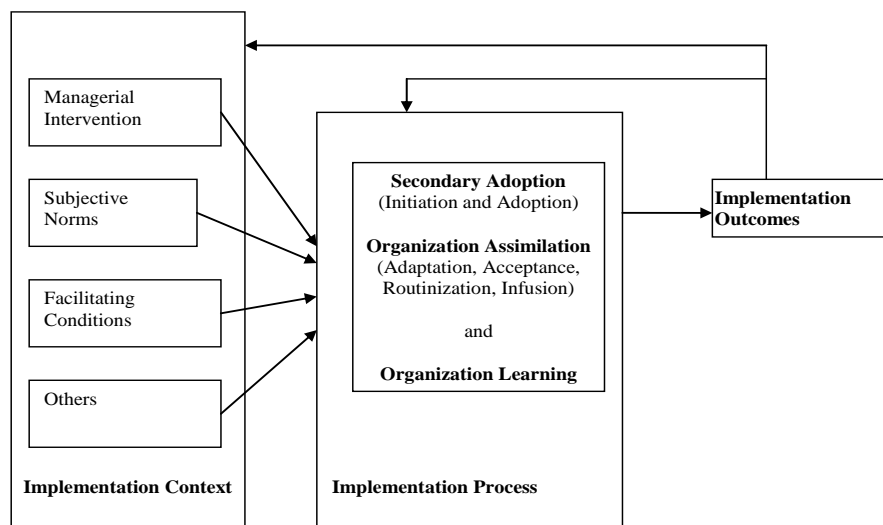 Managerial
Intervention
Subjective
Norms
Facilitating
Conditions
Others
Implementation Context
Secondary Adoption
(Initiation and Adoption)
Organization Assimilation
(Adaptation, Acceptance,
Routinization, Infusion)
and
Organization Learning
Implementation Process
Implementation
Outcomes